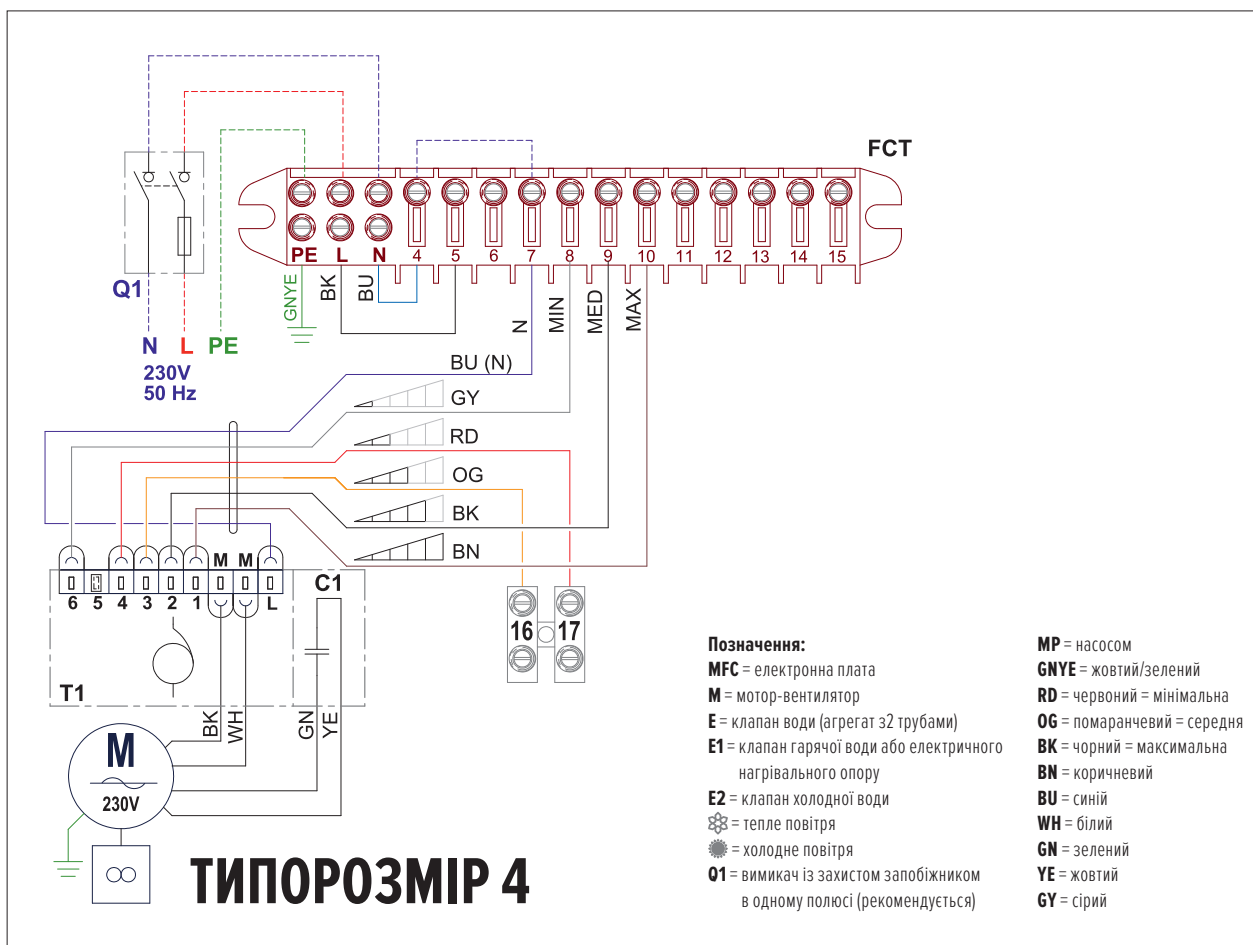 FCT
PE L N 4 5 6 7 8 9 10 11 12 13 14 15
Q1
GNYE BK BU N MIN MED MAX
N L PE
230V
50 Hz
BU (N)
GY
RD
OG
BK
BN
M M
6 5 4 3 2 1 L
C1
T1
BK WH GN YE
16 17
M
230V
ТИПОРОЗМІР 4
Позначення:
MFC = електронна плата
M = мотор-вентилятор
E = клапан води (агрегат з2 трубами)
E1 = клапан гарячої води або електричного
нагрівального опору
E2 = клапан холодної води
= тепле повітря
= холодне повітря
Q1 = вимикач із захистом запобіжником
в одному полюсі (рекомендується)
MP = насосом
GNYE = жовтий/зелений
RD = червоний = мінімальна
OG = помаранчевий = середня
BK = чорний = максимальна
BN = коричневий
BU = синій
WH = білий
GN = зелений
YE = жовтий
GY = сірий